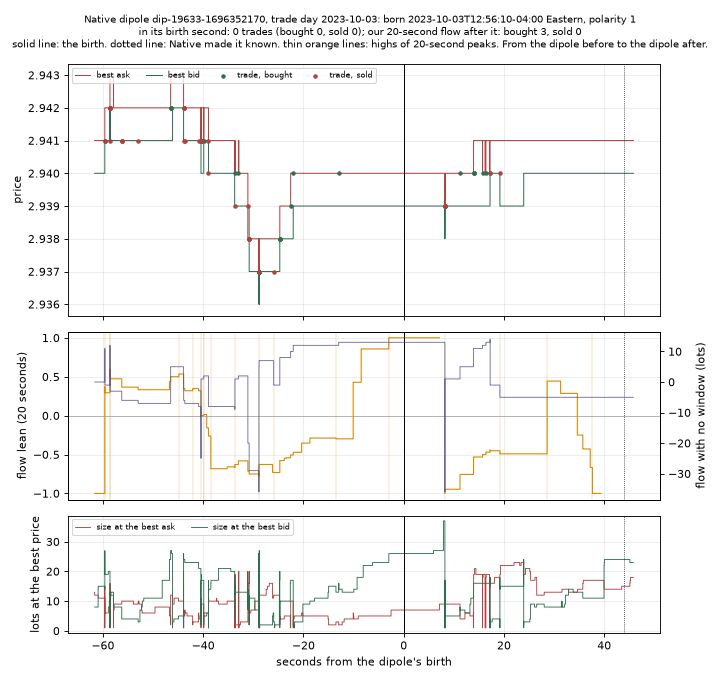 Native dipole dip-19633-1696352170, trade day 2023-10-03: born 2023-10-03T12:56:10-04:00 Eastern, polarity 1
in its birth second: 0 trades (bought 0, sold 0); our 20-second flow after it: bought 3, sold 0
solid line: the birth. dotted line: Native made it known. thin orange lines: highs of 20-second peaks. From the dipole before to the dipole after.
best ask
best bid
trade, bought
trade, sold
2.943
2.942
2.941
2.940
2.939
2.938
2.937
2.936
price
1.0
0.5
0.0
−0.5
−1.0
flow lean (20 seconds)
10
0
−10
−20
−30
flow with no window (lots)
size at the best ask
size at the best bid
30
20
10
0
lots at the best price
−60
−40
−20
0
20
40
seconds from the dipole's birth